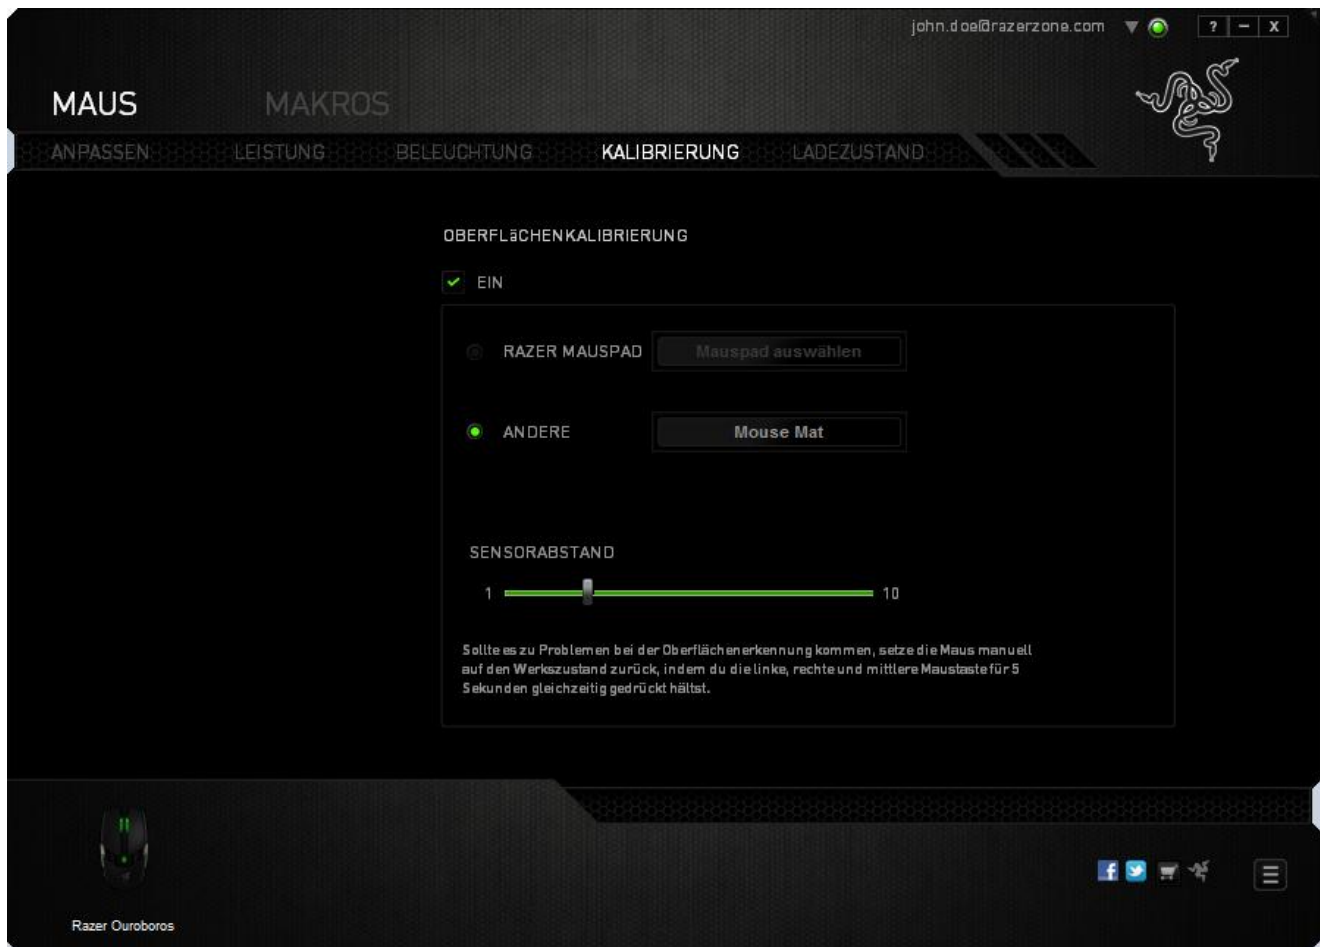 john.doe@razerzone.com
? – X
MAUS MAKROS
ANPASSEN LEISTUNG BELEUCHTUNG KALIBRIERUNG LADEZUSTAND
OBERFLäCHENKALIBRIERUNG
EIN
RAZER MAUSPAD Mauspad auswählen
ANDERE Mouse Mat
SENSORABSTAND
1 10
Sollte es zu Problemen bei der Oberflächenerkennung kommen, setze die Maus manuell
auf den Werkszustand zurück, indem du die linke, rechte und mittlere Maustaste für 5
Sekunden gleichzeitig gedrückt hältst.
Razer Ouroboros